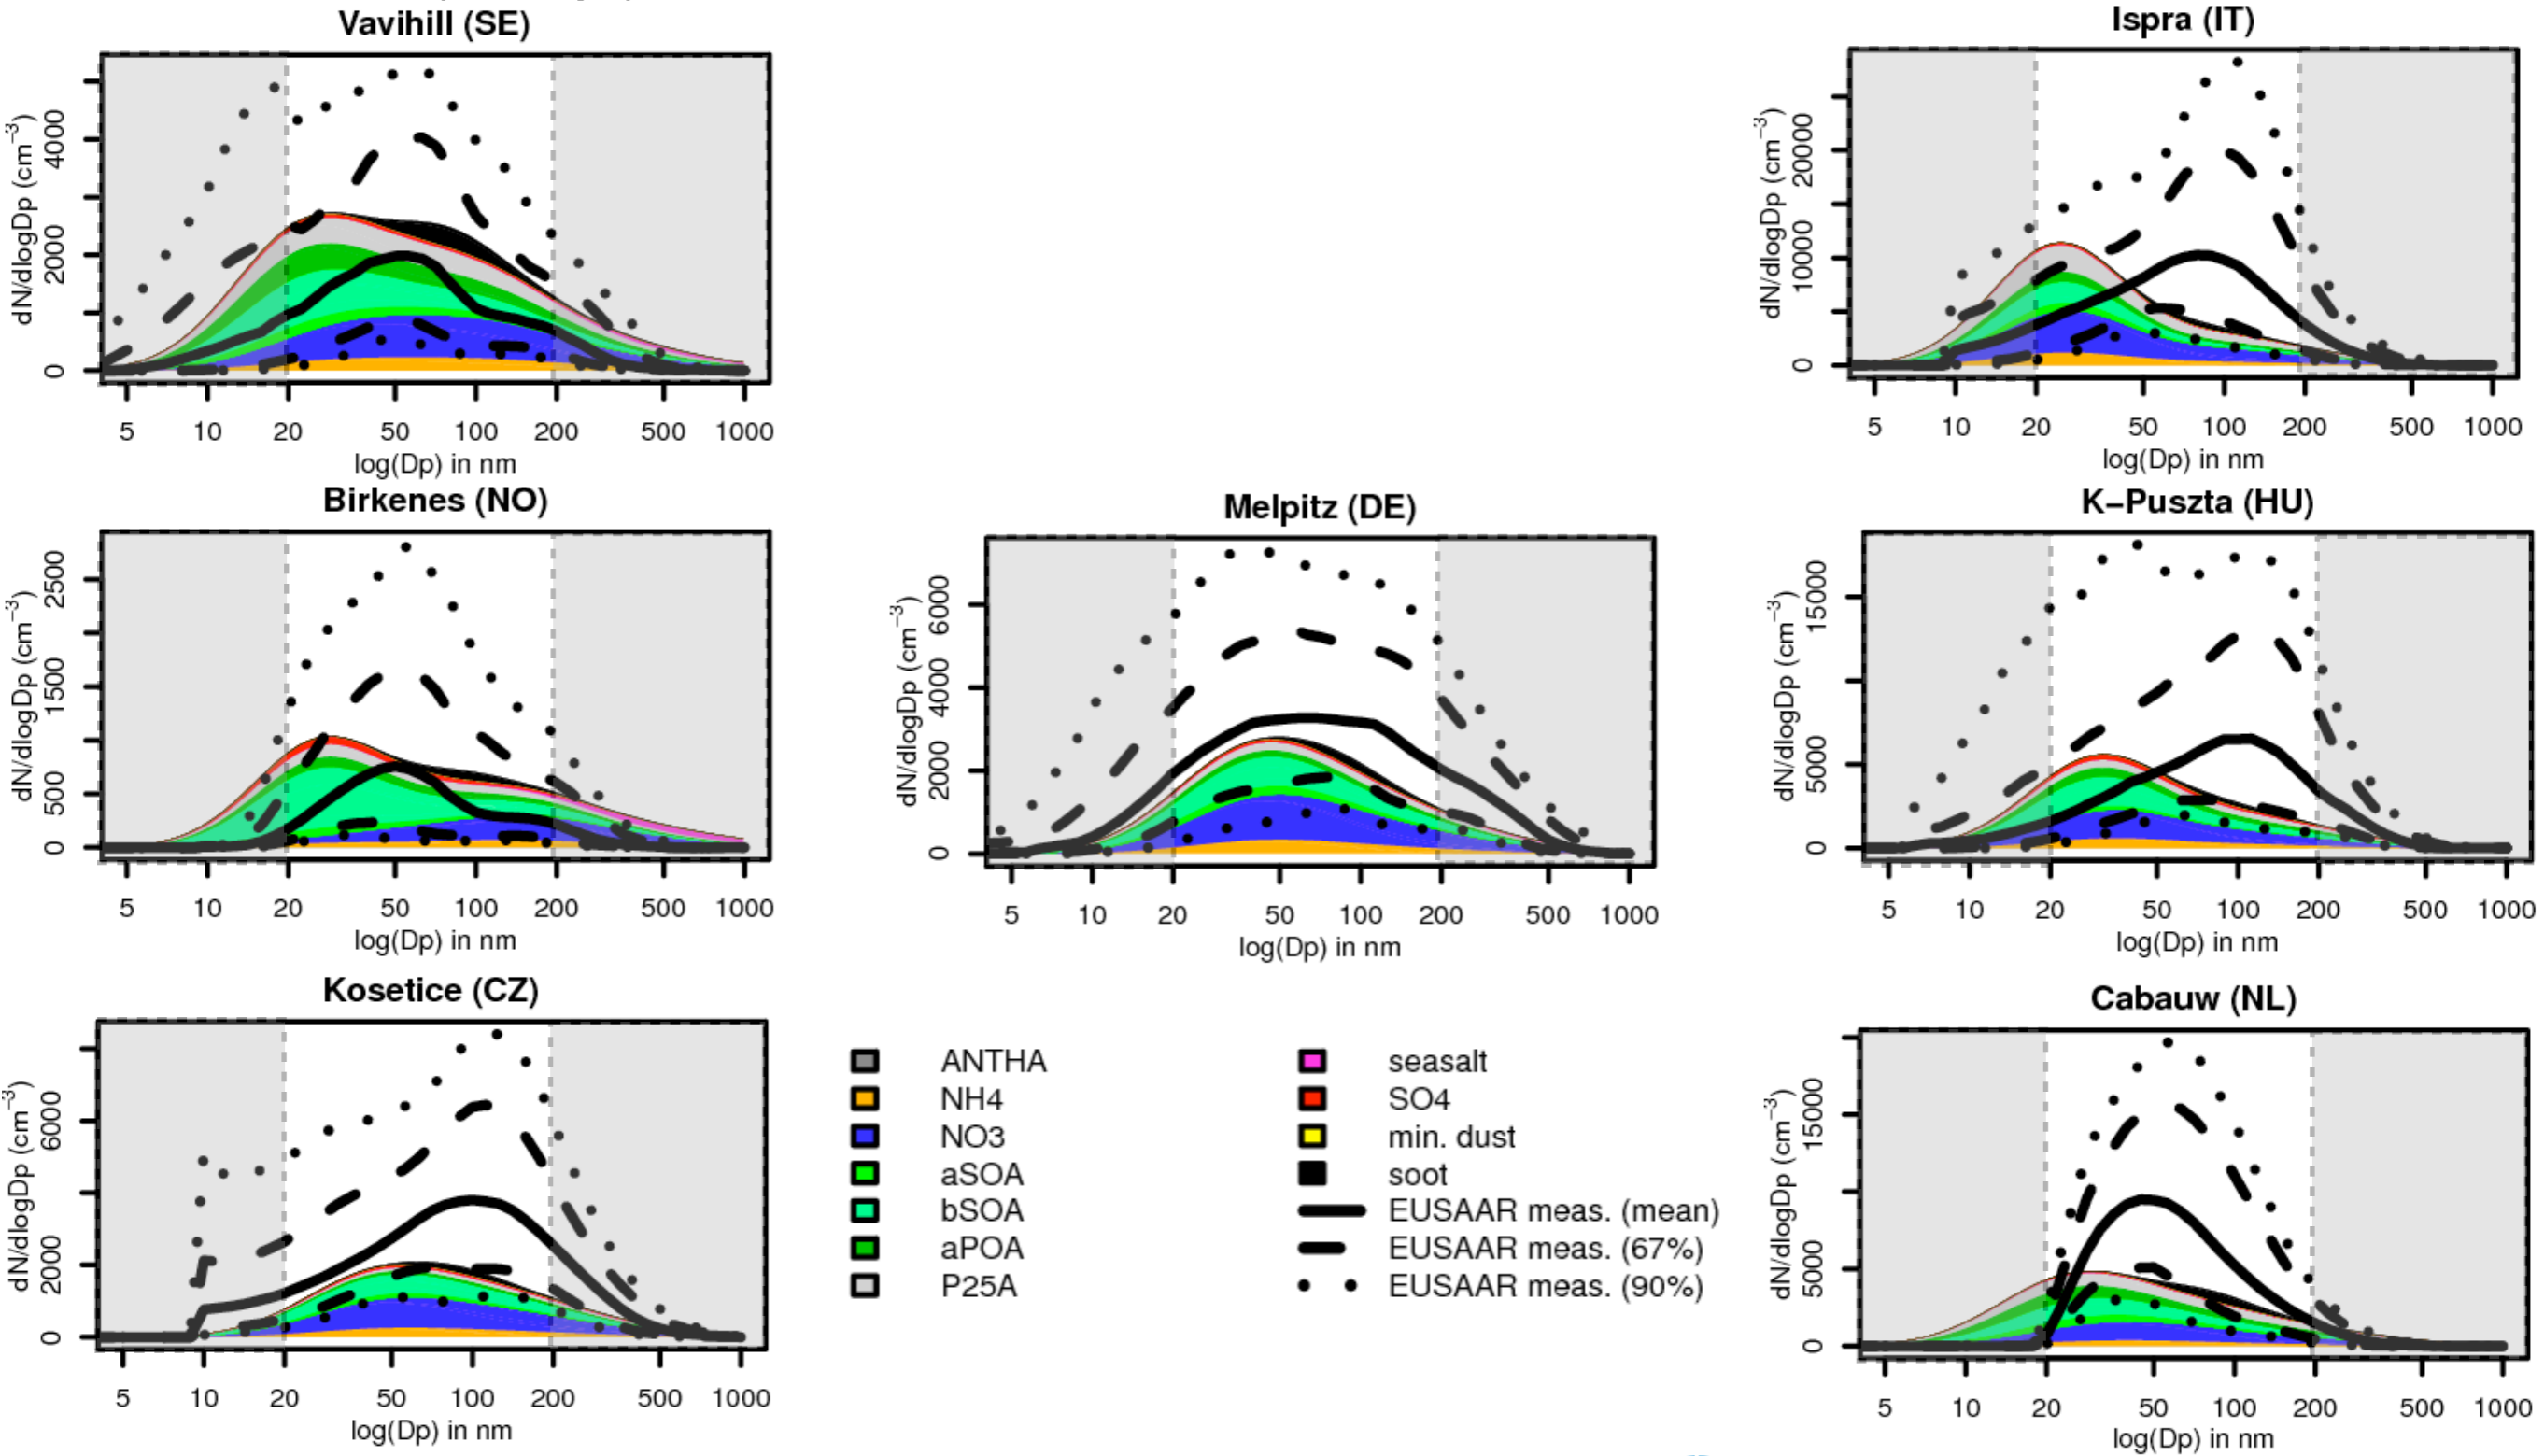 Vavihill (SE)
dN/dlogDp (cm−3)
0 2000 4000
5 10 20 50 100 200 500 1000
log(Dp) in nm
Ispra (IT)
dN/dlogDp (cm−3)
0 10000 20000
5 10 20 50 100 200 500 1000
log(Dp) in nm
Birkenes (NO)
dN/dlogDp (cm−3)
0 500 1500 2500
5 10 20 50 100 200 500 1000
log(Dp) in nm
Melpitz (DE)
dN/dlogDp (cm−3)
0 2000 4000 6000
5 10 20 50 100 200 500 1000
log(Dp) in nm
K−Puszta (HU)
dN/dlogDp (cm−3)
0 5000 15000
5 10 20 50 100 200 500 1000
log(Dp) in nm
Kosetice (CZ)
dN/dlogDp (cm−3)
0 2000 6000
5 10 20 50 100 200 500 1000
log(Dp) in nm
ANTHA
NH4
NO3
aSOA
bSOA
aPOA
P25A
seasalt
SO4
min. dust
soot
EUSAAR meas. (mean)
EUSAAR meas. (67%)
EUSAAR meas. (90%)
Cabauw (NL)
dN/dlogDp (cm−3)
0 5000 15000
5 10 20 50 100 200 500 1000
log(Dp) in nm